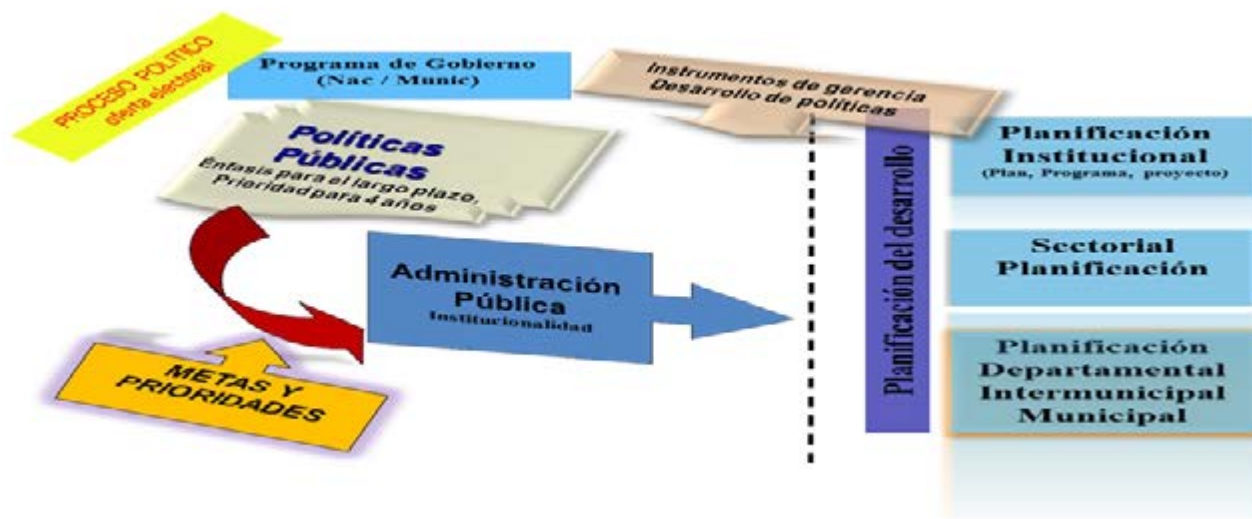 PROCESO POLITICO
oferta electoral
Programa de Gobierno
(Nac / Munic)
Instrumentos de gerencia
Desarrollo de políticas
Políticas
Públicas
Énfasis para el largo plazo,
Prioridad para 4 años
METAS Y
PRIORIDADES
Administración
Pública
Institucionalidad
Planificación del desarrollo
Planificación
Institucional
(Plan, Programa, proyecto)
Sectorial
Planificación
Planificación
Departamental
Intermunicipal
Municipal